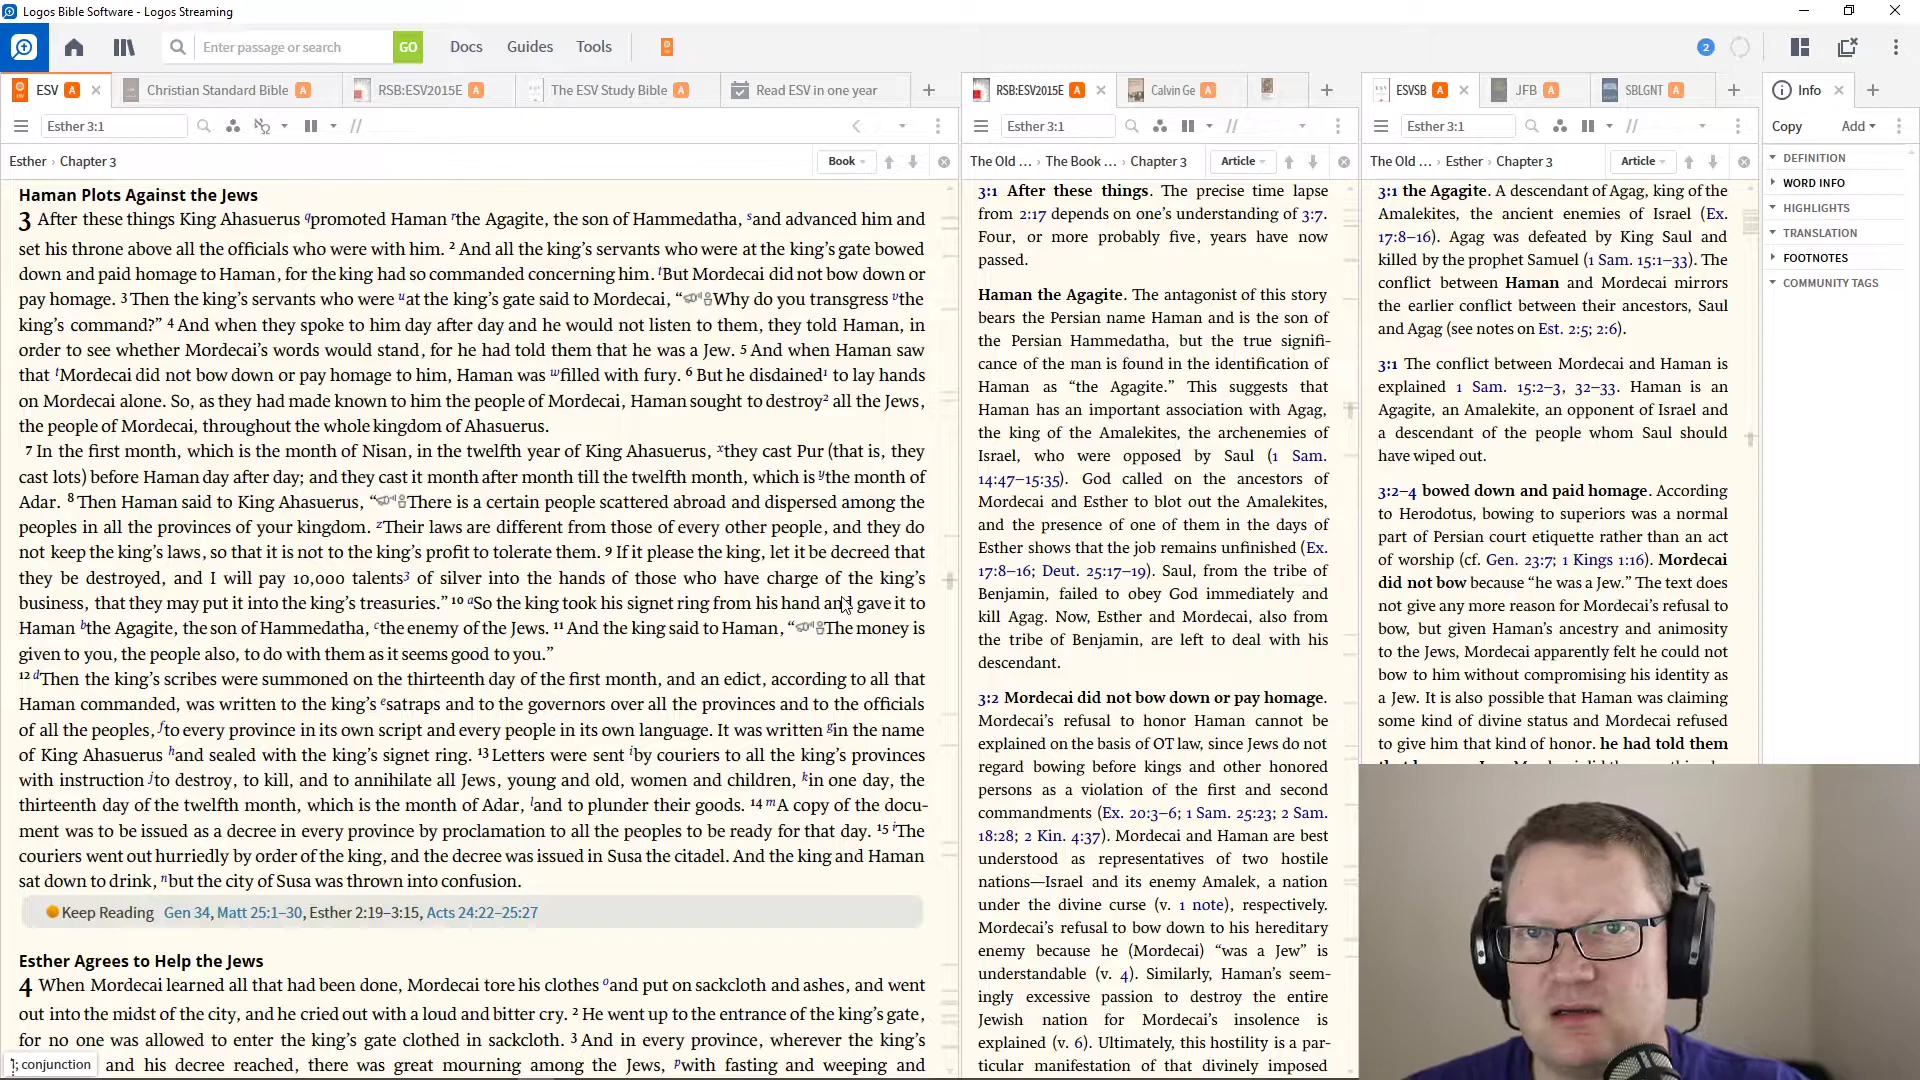 Logos Bible Software - Logos Streaming
Enter passage or search
GO
Docs
Guides
Tools
2
ESV A
Christian Standard Bible A
RSB:ESV2015E A
The ESV Study Bible A
Read ESV in one year
Esther 3:1
Esther › Chapter 3
Book
Haman Plots Against the Jews
3 After these things King Ahasuerus qpromoted Haman rthe Agagite, the son of Hammedatha, sand advanced him and
set his throne above all the officials who were with him. 2 And all the king's servants who were at the king's gate bowed
down and paid homage to Haman, for the king had so commanded concerning him. tBut Mordecai did not bow down or
pay homage. 3 Then the king's servants who were uat the king's gate said to Mordecai, “Why do you transgress vthe
king's command?” 4 And when they spoke to him day after day and he would not listen to them, they told Haman, in
order to see whether Mordecai's words would stand, for he had told them that he was a Jew. 5 And when Haman saw
that tMordecai did not bow down or pay homage to him, Haman was wfilled with fury. 6 But he disdained1 to lay hands
on Mordecai alone. So, as they had made known to him the people of Mordecai, Haman sought to destroy2 all the Jews,
the people of Mordecai, throughout the whole kingdom of Ahasuerus.
7 In the first month, which is the month of Nisan, in the twelfth year of King Ahasuerus, xthey cast Pur (that is, they
cast lots) before Haman day after day; and they cast it month after month till the twelfth month, which is ythe month of
Adar. 8 Then Haman said to King Ahasuerus, “There is a certain people scattered abroad and dispersed among the
peoples in all the provinces of your kingdom. zTheir laws are different from those of every other people, and they do
not keep the king's laws, so that it is not to the king's profit to tolerate them. 9 If it please the king, let it be decreed that
they be destroyed, and I will pay 10,000 talents3 of silver into the hands of those who have charge of the king's
business, that they may put it into the king's treasuries.” 10 aSo the king took his signet ring from his hand and gave it to
Haman bthe Agagite, the son of Hammedatha, cthe enemy of the Jews. 11 And the king said to Haman, “The money is
given to you, the people also, to do with them as it seems good to you.”
12 dThen the king's scribes were summoned on the thirteenth day of the first month, and an edict, according to all that
Haman commanded, was written to the king's esatraps and to the governors over all the provinces and to the officials
of all the peoples, fto every province in its own script and every people in its own language. It was written gin the name
of King Ahasuerus hand sealed with the king's signet ring. 13 Letters were sent iby couriers to all the king's provinces
with instruction jto destroy, to kill, and to annihilate all Jews, young and old, women and children, kin one day, the
thirteenth day of the twelfth month, which is the month of Adar, land to plunder their goods. 14 mA copy of the docu-
ment was to be issued as a decree in every province by proclamation to all the peoples to be ready for that day. 15 iThe
couriers went out hurriedly by order of the king, and the decree was issued in Susa the citadel. And the king and Haman
sat down to drink, nbut the city of Susa was thrown into confusion.
Keep Reading Gen 34, Matt 25:1–30, Esther 2:19–3:15, Acts 24:22–25:27
Esther Agrees to Help the Jews
4 When Mordecai learned all that had been done, Mordecai tore his clothes oand put on sackcloth and ashes, and went
out into the midst of the city, and he cried out with a loud and bitter cry. 2 He went up to the entrance of the king's gate,
for no one was allowed to enter the king's gate clothed in sackcloth. 3 And in every province, wherever the king's
conjunction and his decree reached, there was great mourning among the Jews, pwith fasting and weeping and
RSB:ESV2015E A
Calvin Ge A
Esther 3:1
The Old ... › The Book ... › Chapter 3
Article
3:1 After these things. The precise time lapse
from 2:17 depends on one's understanding of 3:7.
Four, or more probably five, years have now
passed.
Haman the Agagite. The antagonist of this story
bears the Persian name Haman and is the son of
the Persian Hammedatha, but the true signifi-
cance of the man is found in the identification of
Haman as “the Agagite.” This suggests that
Haman has an important association with Agag,
the king of the Amalekites, the archenemies of
Israel, who were opposed by Saul (1 Sam.
14:47–15:35). God called on the ancestors of
Mordecai and Esther to blot out the Amalekites,
and the presence of one of them in the days of
Esther shows that the job remains unfinished (Ex.
17:8–16; Deut. 25:17–19). Saul, from the tribe of
Benjamin, failed to obey God immediately and
kill Agag. Now, Esther and Mordecai, also from
the tribe of Benjamin, are left to deal with his
descendant.
3:2 Mordecai did not bow down or pay homage.
Mordecai's refusal to honor Haman cannot be
explained on the basis of OT law, since Jews do not
regard bowing before kings and other honored
persons as a violation of the first and second
commandments (Ex. 20:3–6; 1 Sam. 25:23; 2 Sam.
18:28; 2 Kin. 4:37). Mordecai and Haman are best
understood as representatives of two hostile
nations—Israel and its enemy Amalek, a nation
under the divine curse (v. 1 note), respectively.
Mordecai's refusal to bow down to his hereditary
enemy because he (Mordecai) “was a Jew” is
understandable (v. 4). Similarly, Haman's seem-
ingly excessive passion to destroy the entire
Jewish nation for Mordecai's insolence is
explained (v. 6). Ultimately, this hostility is a par-
ticular manifestation of that divinely imposed
ESVSB A
JFB A
SBLGNT A
Esther 3:1
The Old ... › Esther › Chapter 3
Article
3:1 the Agagite. A descendant of Agag, king of the
Amalekites, the ancient enemies of Israel (Ex.
17:8–16). Agag was defeated by King Saul and
killed by the prophet Samuel (1 Sam. 15:1–33). The
conflict between Haman and Mordecai mirrors
the earlier conflict between their ancestors, Saul
and Agag (see notes on Est. 2:5; 2:6).
3:1 The conflict between Mordecai and Haman is
explained 1 Sam. 15:2–3, 32–33. Haman is an
Agagite, an Amalekite, an opponent of Israel and
a descendant of the people whom Saul should
have wiped out.
3:2–4 bowed down and paid homage. According
to Herodotus, bowing to superiors was a normal
part of Persian court etiquette rather than an act
of worship (cf. Gen. 23:7; 1 Kings 1:16). Mordecai
did not bow because “he was a Jew.” The text does
not give any more reason for Mordecai's refusal to
bow, but given Haman's ancestry and animosity
to the Jews, Mordecai apparently felt he could not
bow to him without compromising his identity as
a Jew. It is also possible that Haman was claiming
some kind of divine status and Mordecai refused
to give him that kind of honor. he had told them
Info
Copy
Add
DEFINITION
WORD INFO
HIGHLIGHTS
TRANSLATION
FOOTNOTES
COMMUNITY TAGS